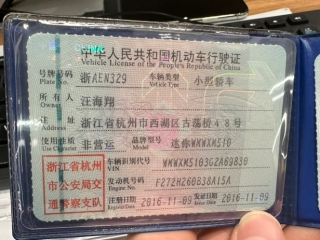 中华人民共和国机动车行驶证
Vehicle License of the People's Republic of China
号牌号码 浙AEN329 车辆类型 小型轿车
Plate No. Vehicle Type
所有人 汪海翔
Owner
住址 浙江省杭州市西湖区古荡桥48号
Address
使用性质 非营运 品牌型号 迷你WMWXM510
Use Character Model
浙江省杭州市公安局交通警察支队
车辆识别代号 WMWXM5103G2A69830
VIN
发动机号码 F272H260B38A15A
Engine No.
注册日期 2016-11-09 发证日期 2016-11-09
Register Date Issue Date